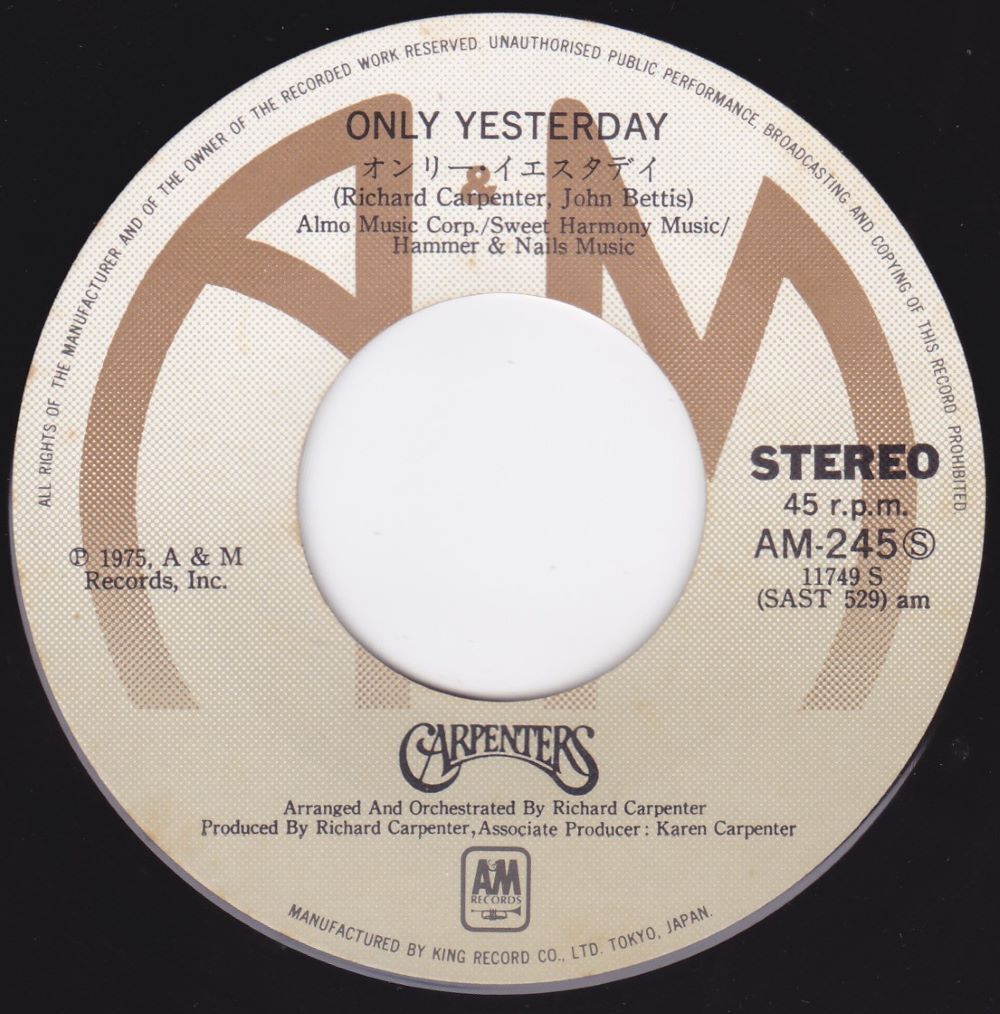 ALL RIGHTS OF THE MANUFACTURER AND OF THE OWNER OF THE RECORDED WORK RESERVED. UNAUTHORISED PUBLIC PERFORMANCE, BROADCASTING AND COPYING OF THIS RECORD PROHIBITED.
A&M
ONLY YESTERDAY
オンリー・イエスタデイ
(Richard Carpenter, John Bettis)
Almo Music Corp./Sweet Harmony Music/
Hammer & Nails Music
STEREO
45 r.p.m.
AM-245Ⓢ
11749 S
(SAST 529) am
℗ 1975, A & M
Records, Inc.
CARPENTERS
Arranged And Orchestrated By Richard Carpenter
Produced By Richard Carpenter, Associate Producer: Karen Carpenter
A&M
RECORDS
MANUFACTURED BY KING RECORD CO., LTD. TOKYO, JAPAN.